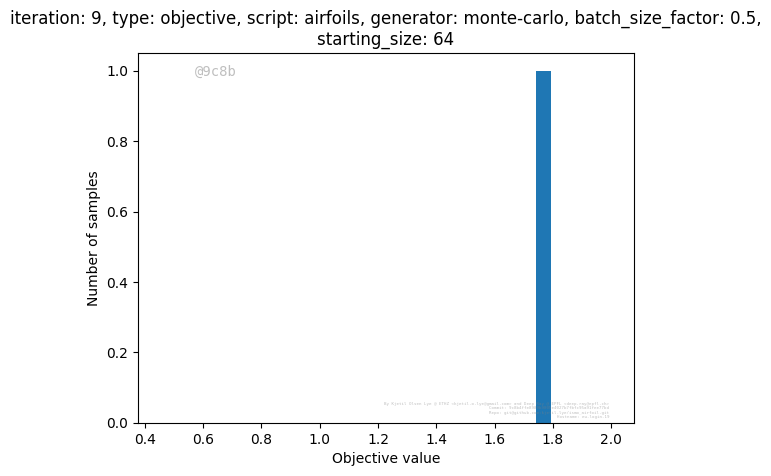 iteration: 9, type: objective, script: airfoils, generator: monte-carlo, batch_size_factor: 0.5,
starting_size: 64
@9c8b
1.0
0.8
0.6
0.4
0.2
0.0
Number of samples
0.4 0.6 0.8 1.0 1.2 1.4 1.6 1.8 2.0
Objective value